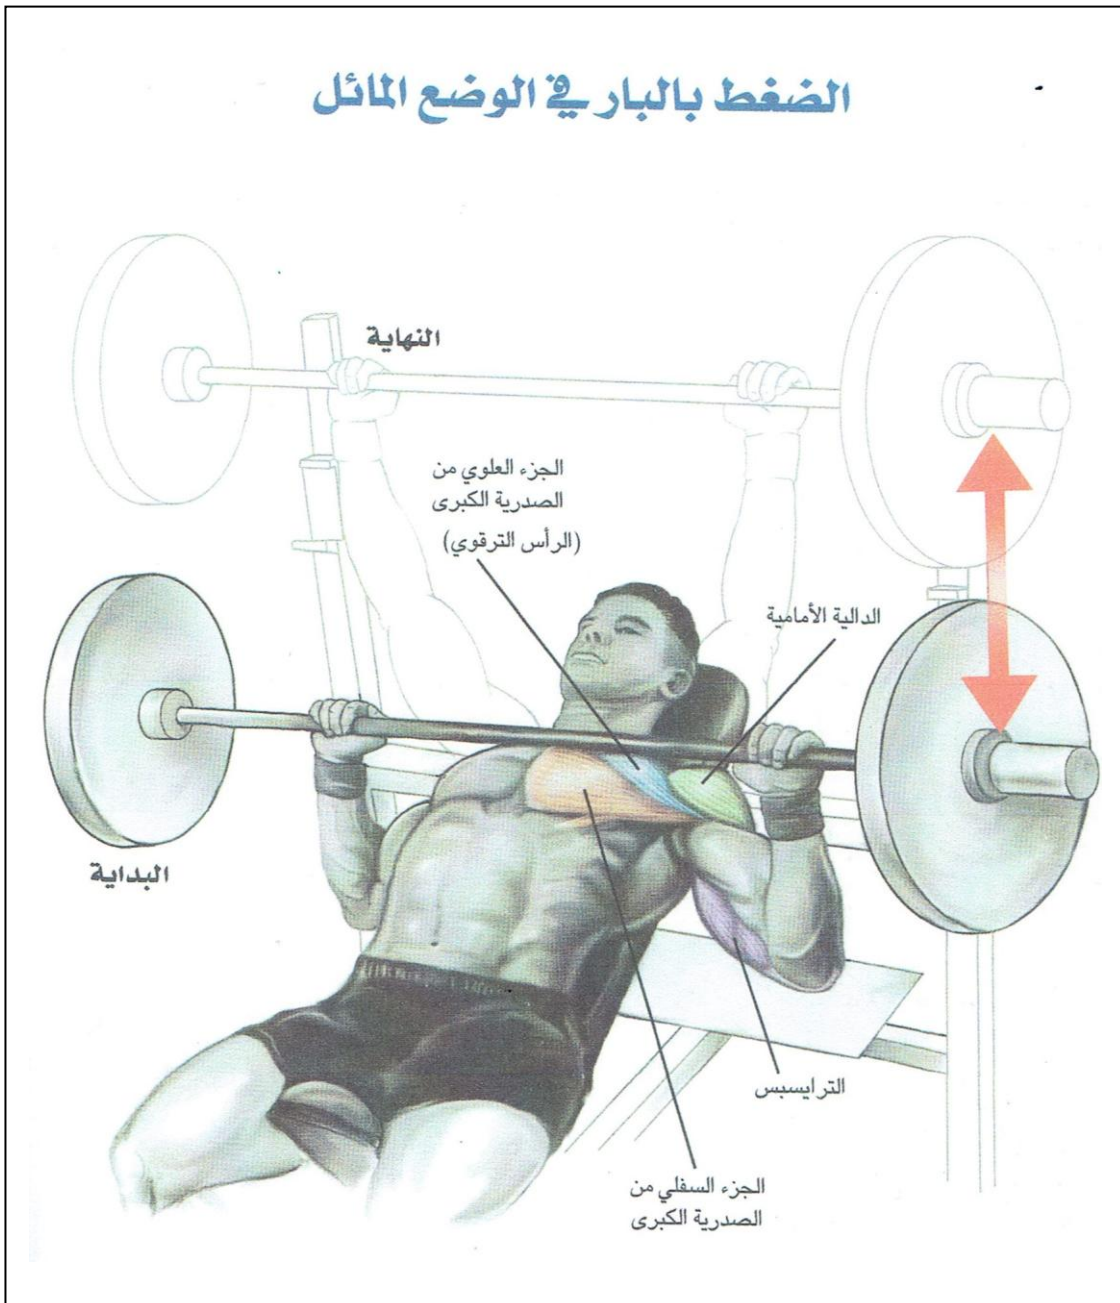 الضغط بالبار في الوضع المائل
النهاية
الجزء العلوي من
الصدرية الكبرى
(الرأس الترقوي)
الدالية الأمامية
البداية
الترايسبس
الجزء السفلي من
الصدرية الكبرى